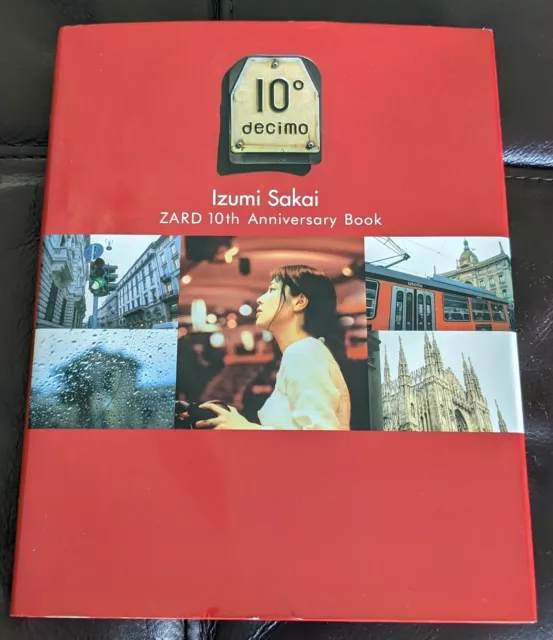 10°
decimo
Izumi Sakai
ZARD 10th Anniversary Book